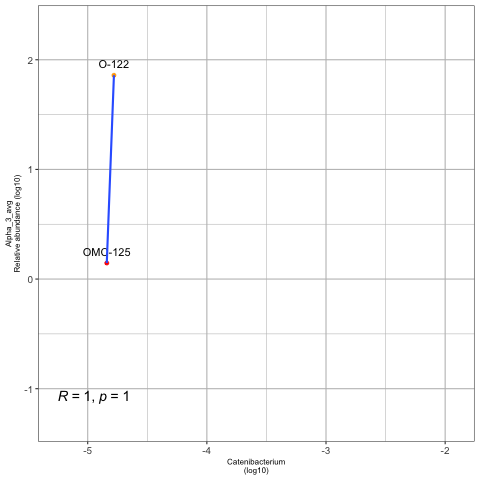 O-122
OMC-125
R = 1, p = 1
2
1
0
-1
-5
-4
-3
-2
Alpha_3_avg
Relative abundance (log10)
Catenibacterium
(log10)